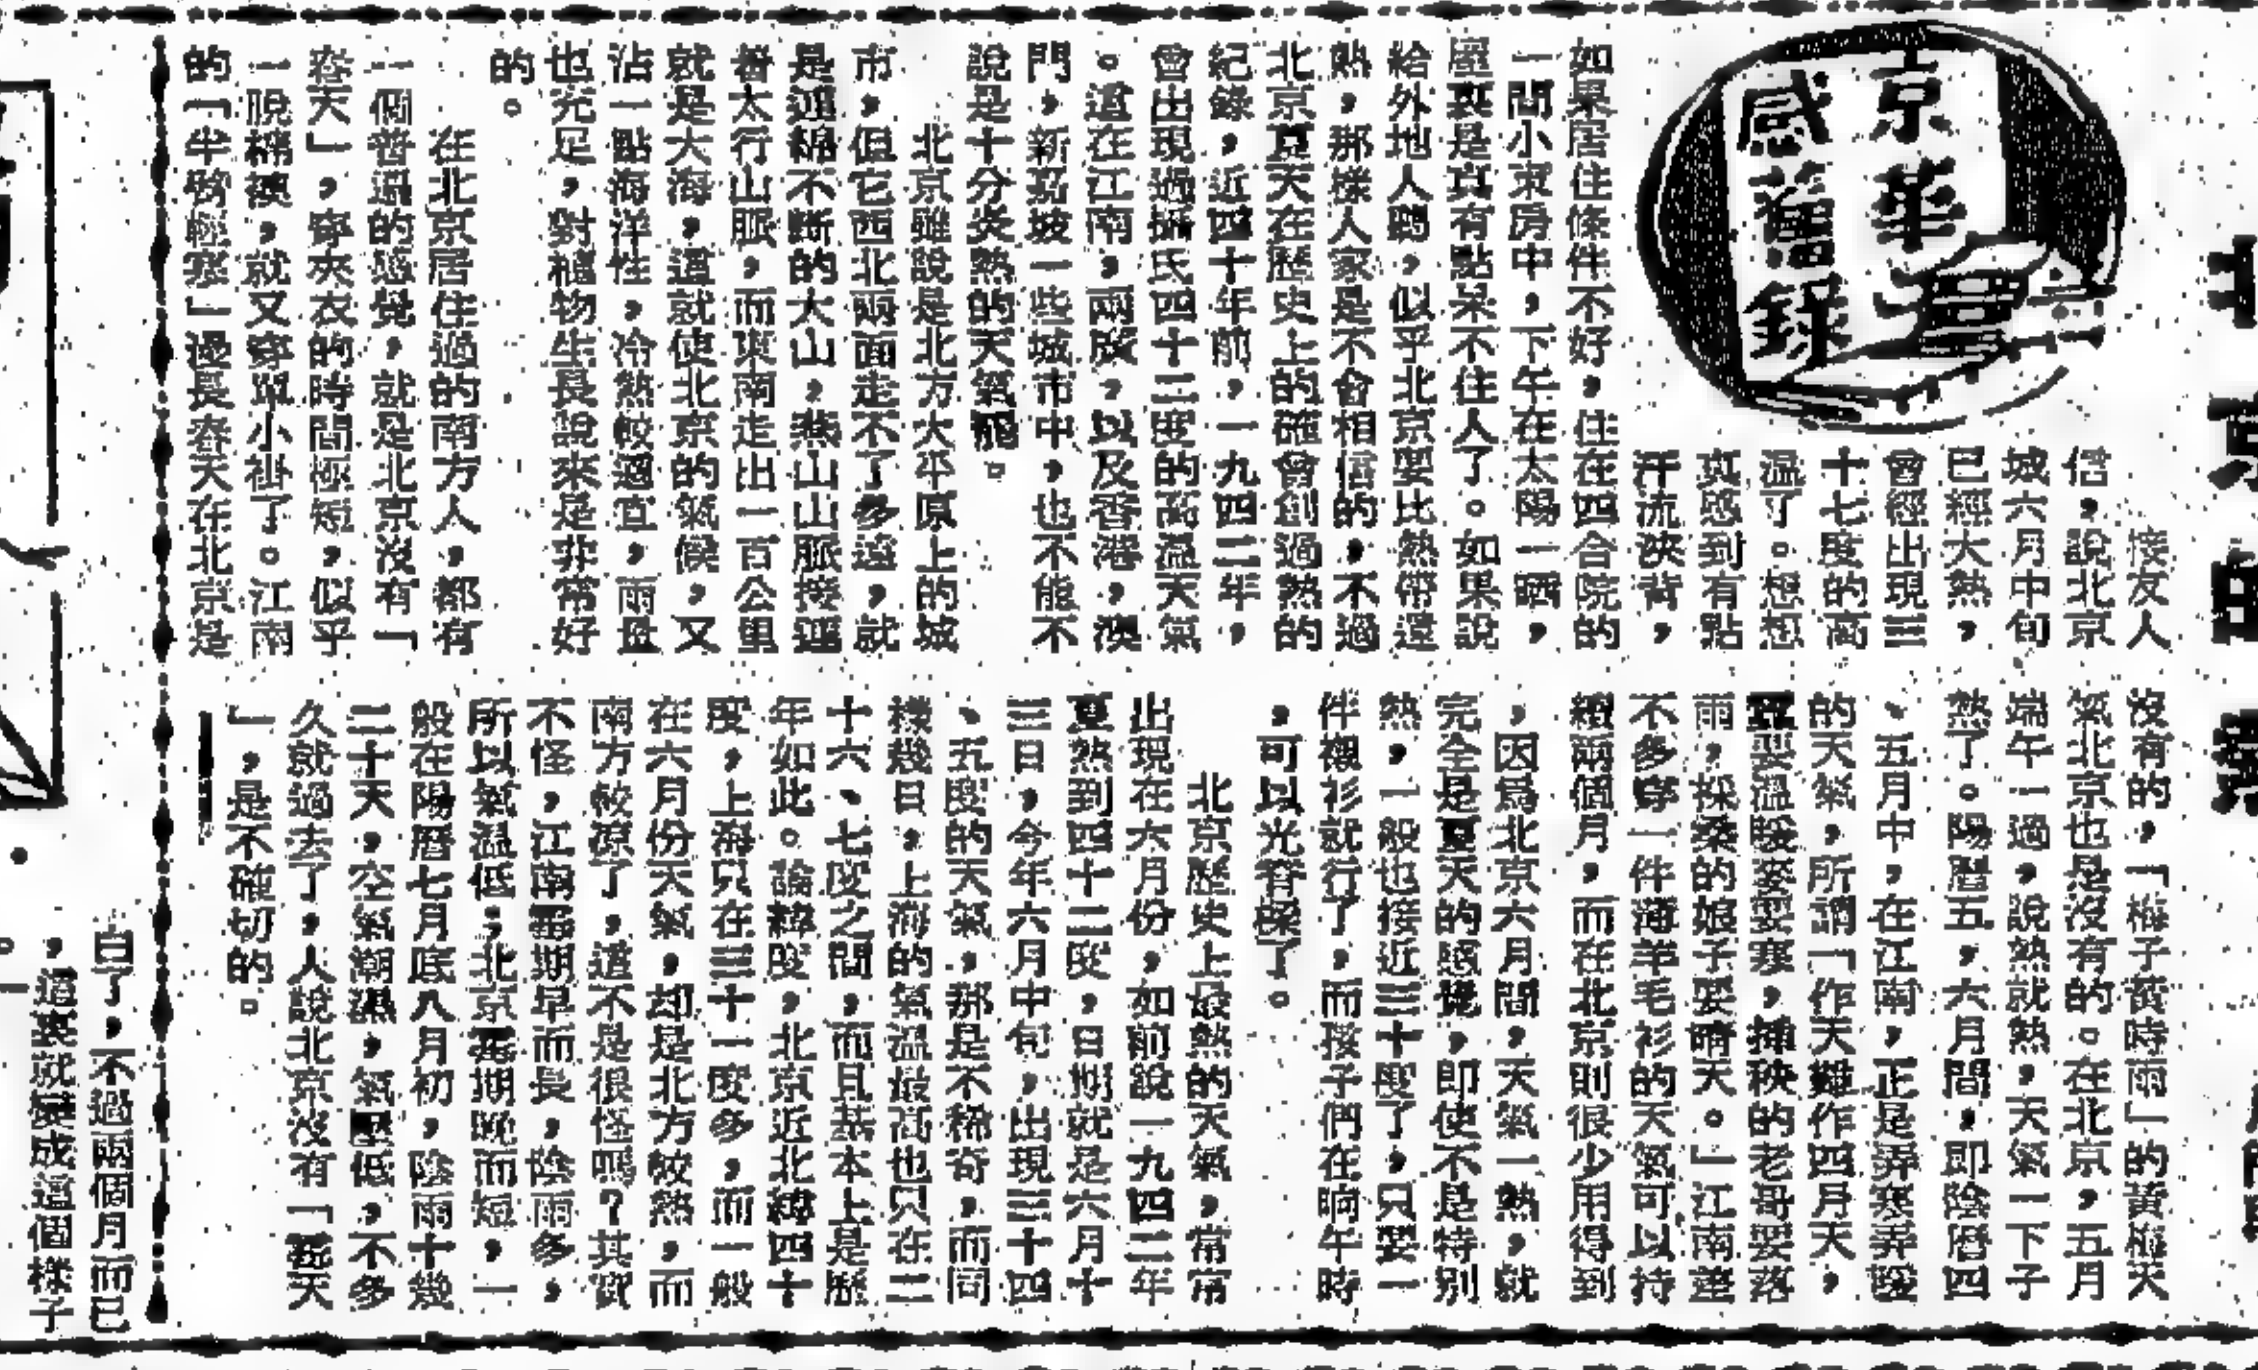 京華
感舊錄
北京的
接友人
信,說北京
城六月中旬
已經大熱,
曾經出現三
十七度的高
溫了。想想
真感到有點
汗流浹背,
如果居住條件不好,住在四合院的
一間小東房中,下午在太陽一晒,
屋裏是真有點呆不住人了。如果說
給外地人聽,似乎北京要比熱帶還
熱,那樣人家是不會相信的,不過
北京夏天在歷史上的確曾創過熱的
紀錄,近四十年前,一九四二年,
曾出現過攝氏四十二度的高溫天氣
。這在江南,兩廣,以及香港,澳
門,新嘉坡一些城市中,也不能不
說是十分炎熱的天氣呢。
北京雖說是北方大平原上的城
市,但它西北兩面走不了多遠,就
是連綿不斷的大山,燕山山脈接連
着太行山脈,而東南走出一百公里
就是大海,這就使北京的氣候,又
沾一點海洋性,冷熱較適宜,雨量
也充足,對植物生長說來是非常好
的。
在北京居住過的南方人,都有
一個普遍的感覺,就是北京沒有「
春天」,穿夾衣的時間極短,似乎
一脫棉襖,就又穿單小褂了。江南
的「半勞輕寒」漫長春天在北京是
沒有的,「梅子黃時雨」的黃梅天
氣北京也是沒有的。在北京,五月
端午一過,說熱就熱,天氣一下子
熱了。陽曆五,六月間,即陰曆四
、五月中,在江南,正是弄寒弄暖
的天氣,所謂「作天難作四月天,
蠶要溫暖麥要寒,插秧的老哥要落
雨,採桑的娘子要晴天。」江南差
不多穿一件薄羊毛衫的天氣可以持
續兩個月,而在北京則很少用得到
,因爲北京六月間,天氣一熱,就
完全是夏天的感覺,即使不是特別
熱,一般也接近三十度了,只要一
件襯衫就行了,而孩子們在晌午時
,可以光脊樑了。
北京歷史上最熱的天氣,常常
出現在六月份,如前說一九四二年
夏熱到四十二度,日期就是六月十
三日,今年六月中旬,出現三十四
、五度的天氣,那是不稀奇,而同
樣幾日,上海的氣溫最高也只在二
十六、七度之間,而且基本上是歷
年如此。論緯度,北京近北緯四十
度,上海只在三十一度多,而一般
在六月份天氣,却是北方較熱,而
南方較凉了,這不是很怪嗎?其實
不怪,江南霉期早而長,陰雨多,
所以氣溫低;北京霉期晚而短,一
般在陽曆七月底八月初,陰雨十幾
二十天,空氣潮濕,氣壓低,不多
久就過去了,人說北京沒有「霉天
」,是不確切的。
白了,不過兩個月而已
,這裏就變成這個樣子